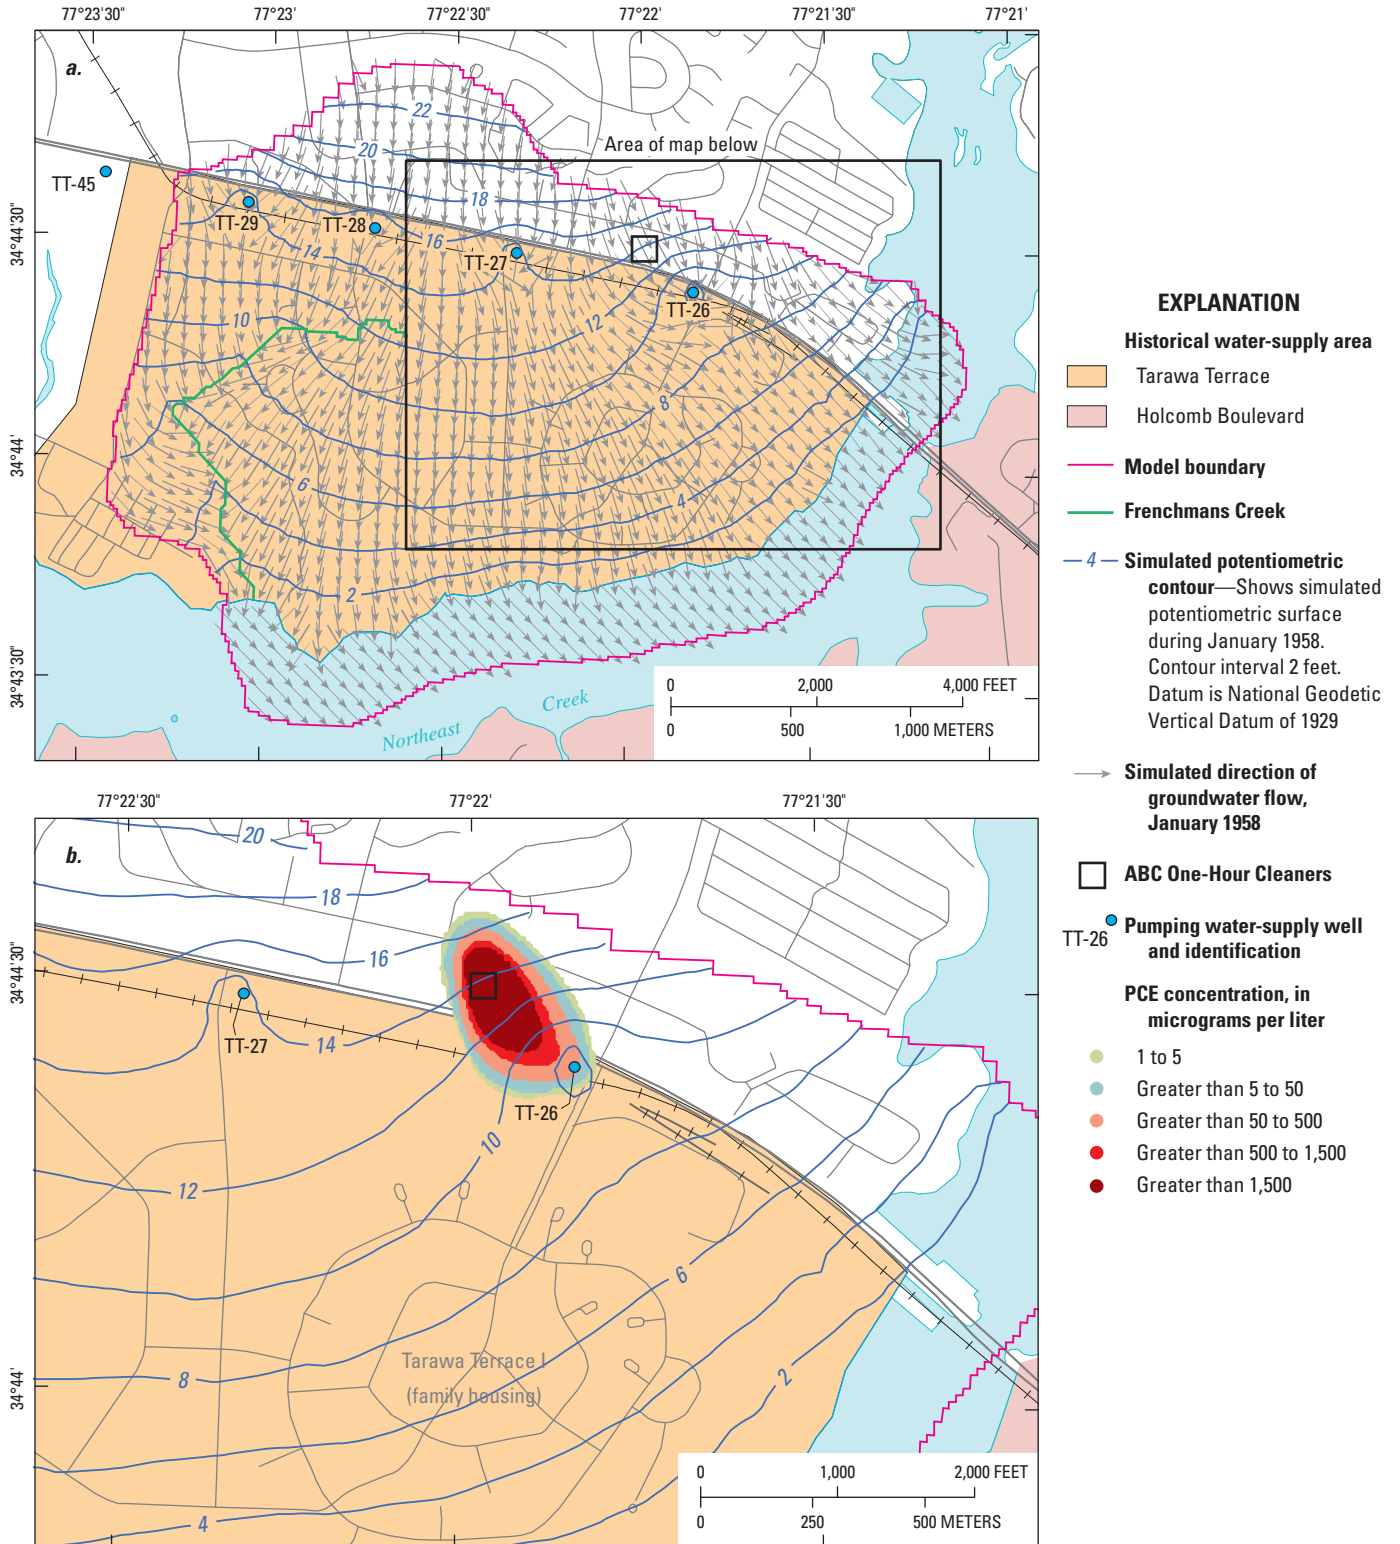 77°23'30"
77°23'
77°22'30"
77°22'
77°21'30"
77°21'
a.
22
20
Area of map below
TT-45
18
34°44'30"
TT-29
TT-28
16
14
TT-27
TT-26
10
12
8
34°44'
6
4
2
34°43'30"
0 2,000 4,000 FEET
0 500 1,000 METERS
Northeast Creek
EXPLANATION
Historical water-supply area
Tarawa Terrace
Holcomb Boulevard
Model boundary
Frenchmans Creek
4 Simulated potentiometric
contour—Shows simulated
potentiometric surface
during January 1958.
Contour interval 2 feet.
Datum is National Geodetic
Vertical Datum of 1929
Simulated direction of
groundwater flow,
January 1958
ABC One-Hour Cleaners
TT-26 Pumping water-supply well
and identification
PCE concentration, in
micrograms per liter
1 to 5
Greater than 5 to 50
Greater than 50 to 500
Greater than 500 to 1,500
Greater than 1,500
77°22'30"
77°22'
77°21'30"
b.
20
18
16
34°44'30"
TT-27
14
TT-26
10
12
6
Tarawa Terrace I
(family housing)
8
2
34°44'
4
0 1,000 2,000 FEET
0 250 500 METERS